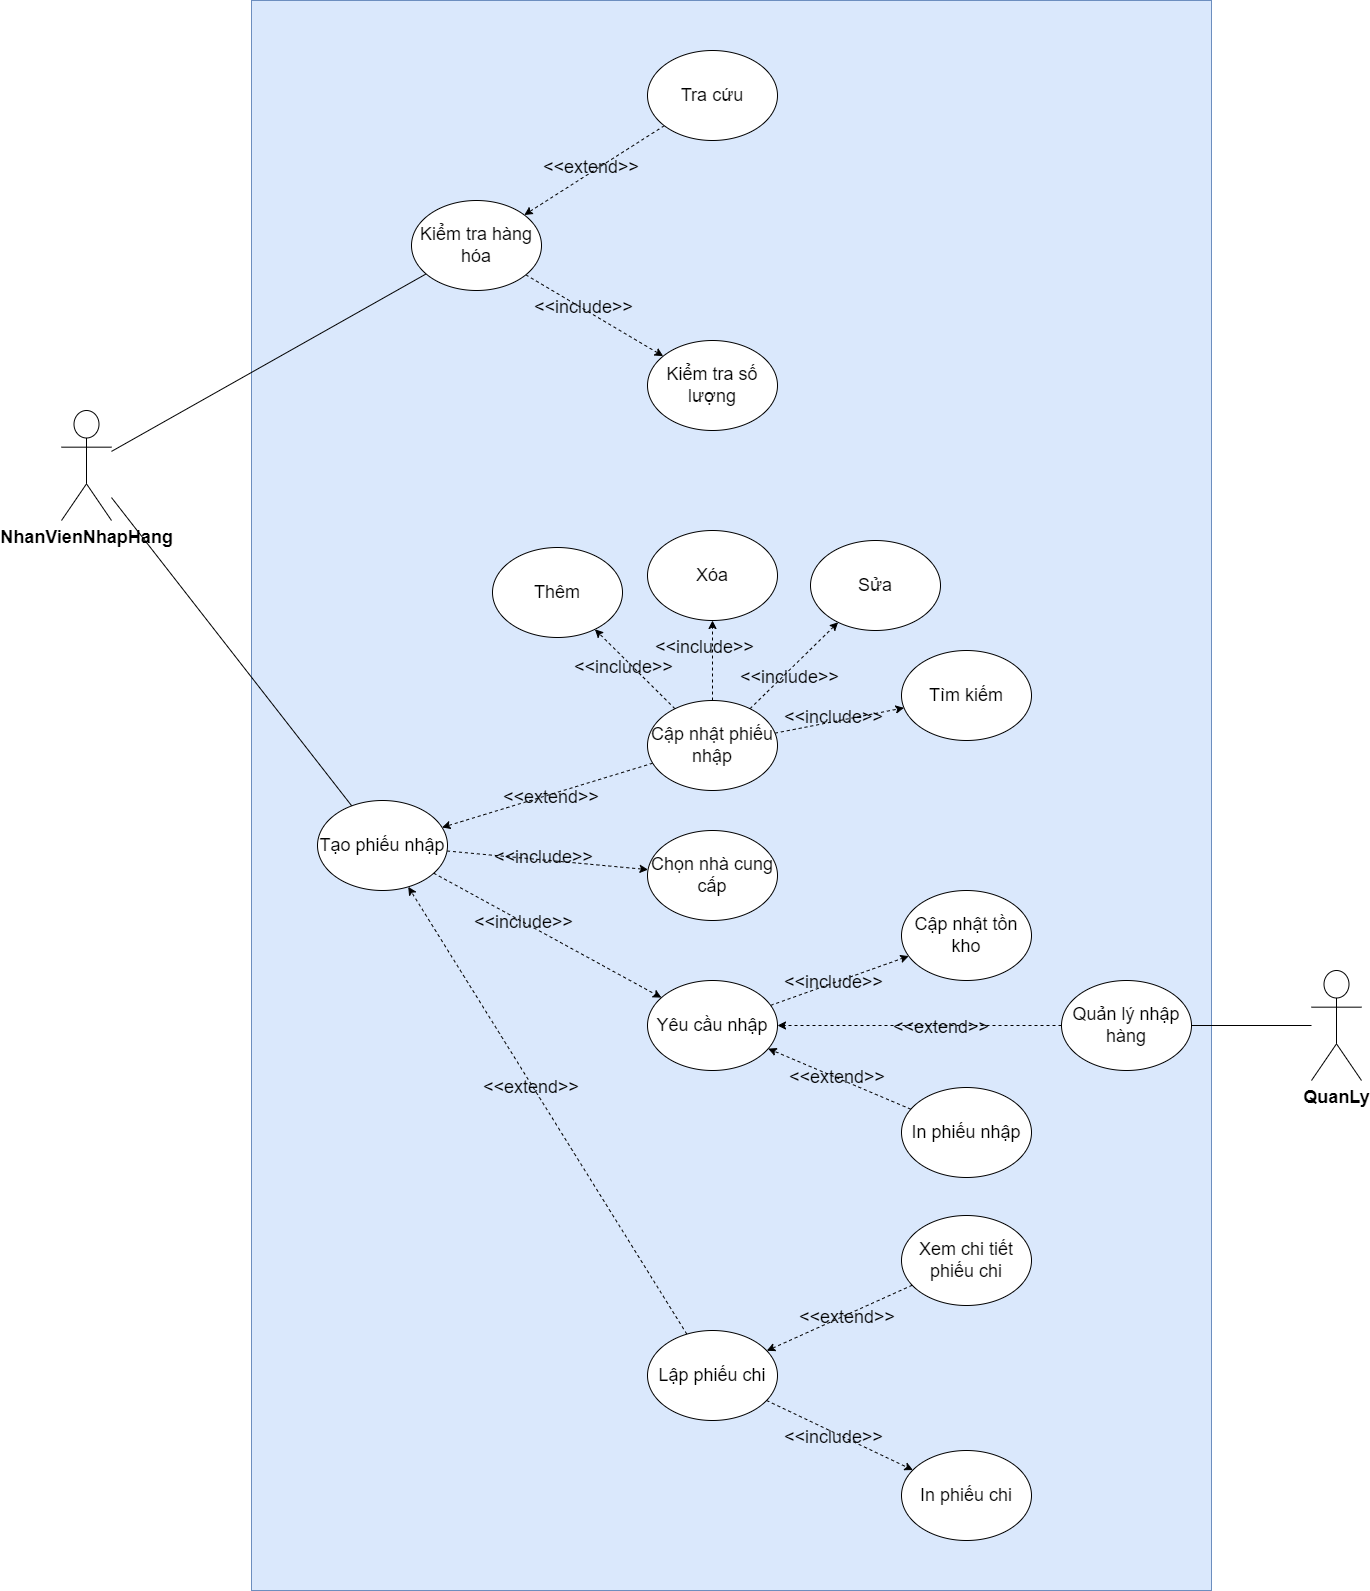 Tra cứu
<<extend>>
Kiểm tra hàng
hóa
<<include>>
Kiểm tra số
lượng
NhanVienNhapHang
Thêm
Xóa
Sửa
<<include>>
<<include>>
<<include>>
Tìm kiếm
<<include>>
Cập nhật phiếu
nhập
<<extend>>
Tạo phiếu nhập
<<include>>
Chọn nhà cung
cấp
<<include>>
Cập nhật tồn
kho
<<include>>
Yêu cầu nhập
<<extend>>
Quản lý nhập
hàng
QuanLy
<<extend>>
<<extend>>
In phiếu nhập
Xem chi tiết
phiếu chi
<<extend>>
Lập phiếu chi
<<include>>
In phiếu chi